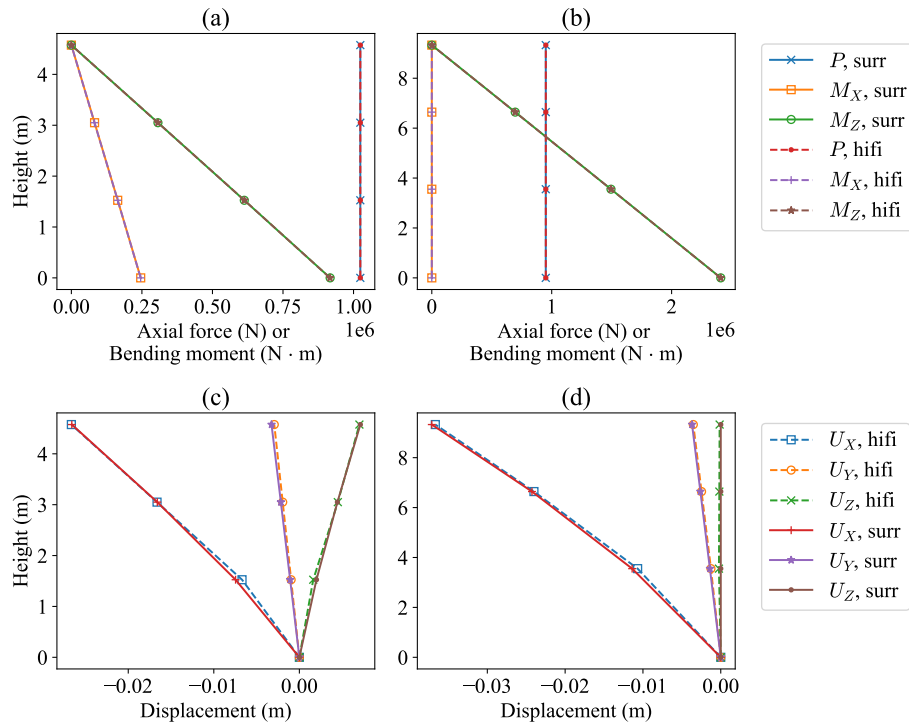 (a)
(b)
Height (m)
4
3
2
1
0
0.00
0.25
0.50
0.75
1.00
1e6
Axial force (N) or
Bending moment (N · m)
8
6
4
2
0
0
1
2
1e6
Axial force (N) or
Bending moment (N · m)
P, surr
M_X, surr
M_Z, surr
P, hifi
M_X, hifi
M_Z, hifi
(c)
(d)
Height (m)
4
3
2
1
0
−0.02
−0.01
0.00
Displacement (m)
8
6
4
2
0
−0.03
−0.02
−0.01
0.00
Displacement (m)
U_X, hifi
U_Y, hifi
U_Z, hifi
U_X, surr
U_Y, surr
U_Z, surr